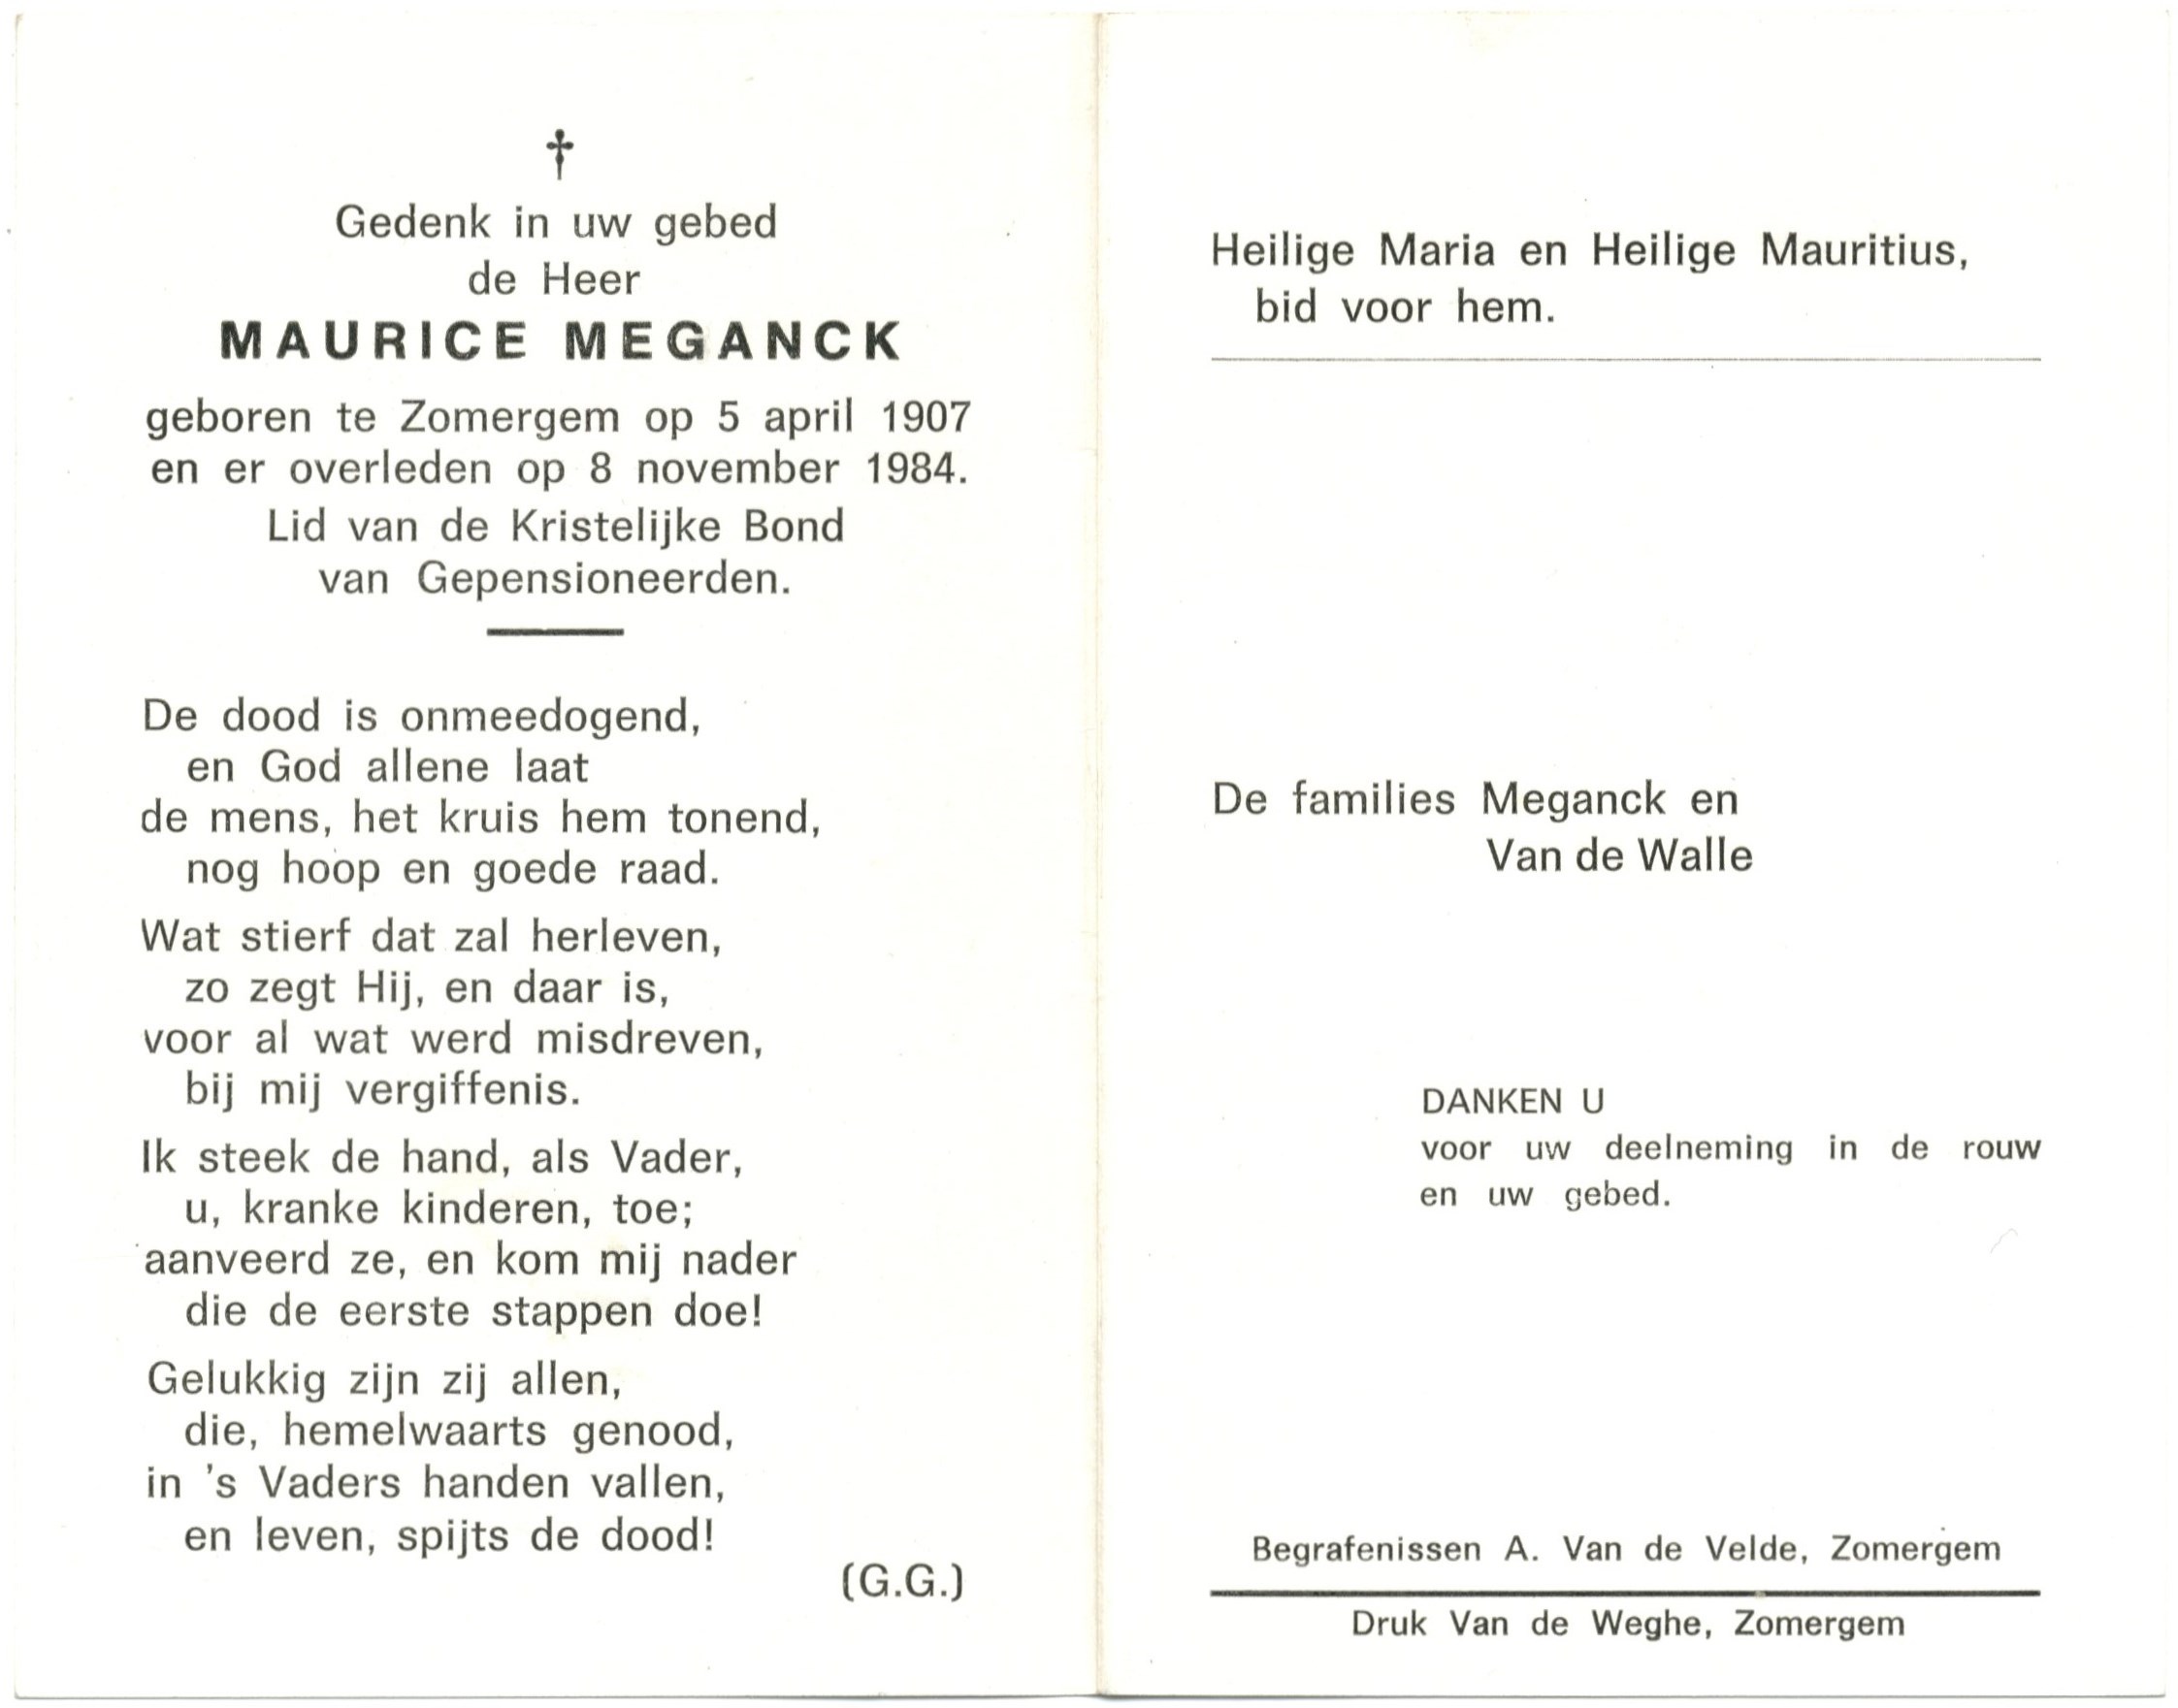 †
Gedenk in uw gebed
de Heer
MAURICE MEGANCK
geboren te Zomergem op 5 april 1907
en er overleden op 8 november 1984.
Lid van de Kristelijke Bond
van Gepensioneerden.
De dood is onmeedogend,
en God allene laat
de mens, het kruis hem tonend,
nog hoop en goede raad.
Wat stierf dat zal herleven,
zo zegt Hij, en daar is,
voor al wat werd misdreven,
bij mij vergiffenis.
Ik steek de hand, als Vader,
u, kranke kinderen, toe;
aanveerd ze, en kom mij nader
die de eerste stappen doe!
Gelukkig zijn zij allen,
die, hemelwaarts genood,
in 's Vaders handen vallen,
en leven, spijts de dood!
(G.G.)
Heilige Maria en Heilige Mauritius,
bid voor hem.
De families Meganck en
Van de Walle
DANKEN U
voor uw deelneming in de rouw
en uw gebed.
Begrafenissen A. Van de Velde, Zomergem
Druk Van de Weghe, Zomergem